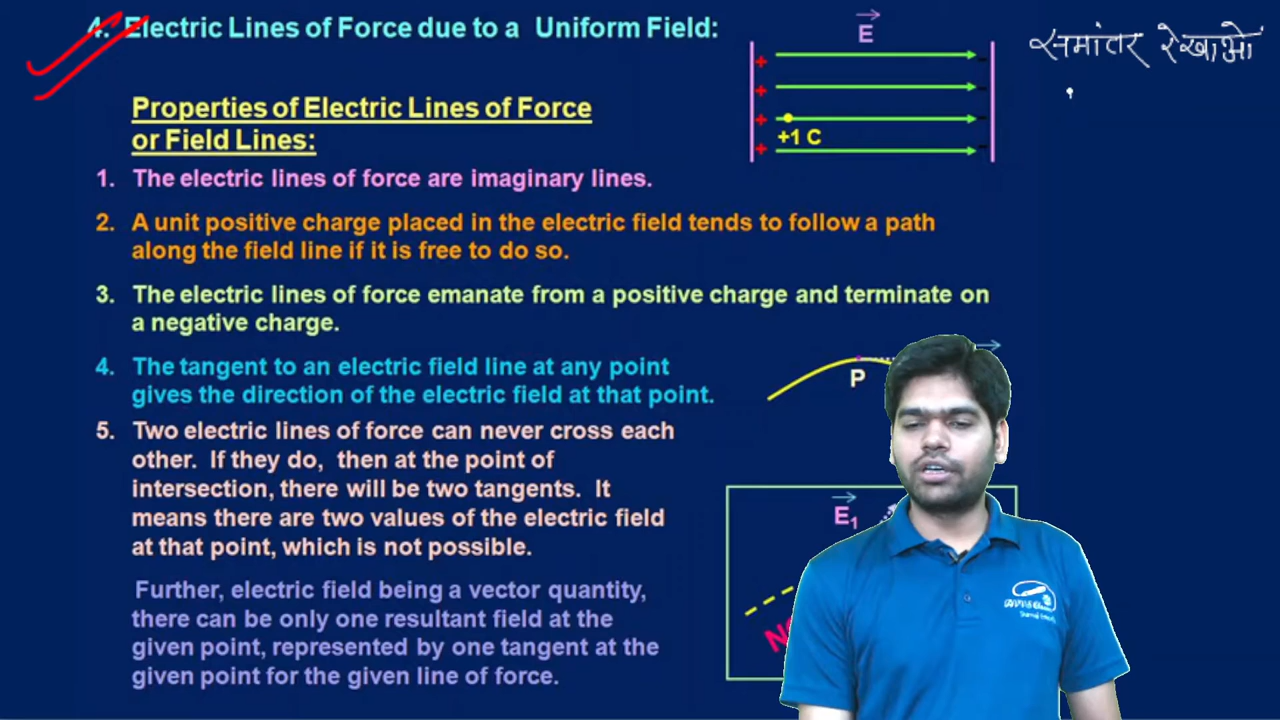 4. Electric Lines of Force due to a Uniform Field:
E
समांतर रेखाओ
+ -
+ -
+ -
+1 C
+ -
Properties of Electric Lines of Force
or Field Lines:
1. The electric lines of force are imaginary lines.
2. A unit positive charge placed in the electric field tends to follow a path
along the field line if it is free to do so.
3. The electric lines of force emanate from a positive charge and terminate on
a negative charge.
4. The tangent to an electric field line at any point
gives the direction of the electric field at that point.
P
5. Two electric lines of force can never cross each
other. If they do, then at the point of
intersection, there will be two tangents. It
means there are two values of the electric field
at that point, which is not possible.
E1
Further, electric field being a vector quantity,
there can be only one resultant field at the
given point, represented by one tangent at the
given point for the given line of force.